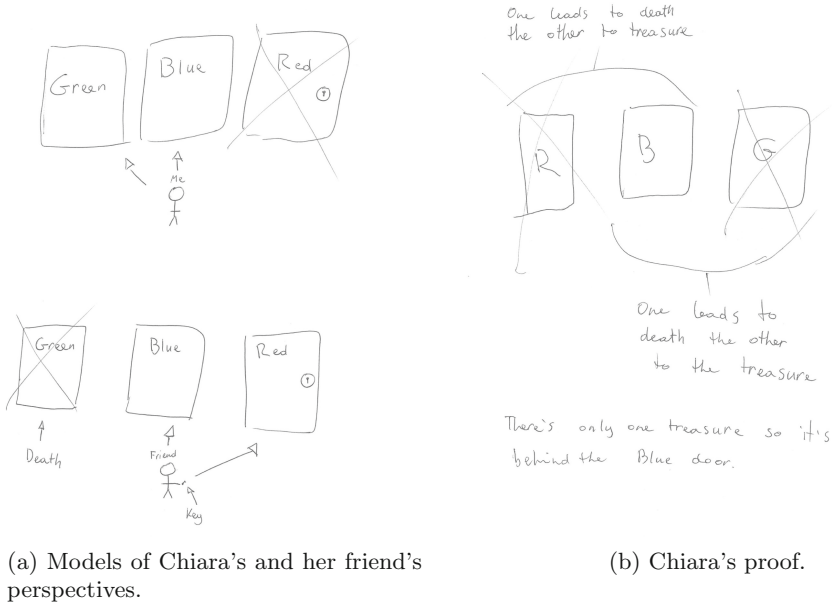 Green Blue Red
Me
Green Blue Red
Death
Friend
Key
(a) Models of Chiara's and her friend's
perspectives.
One leads to death
the other to treasure
R B G
One leads to
death the other
to the treasure
There's only one treasure so it's
behind the Blue door.
(b) Chiara's proof.